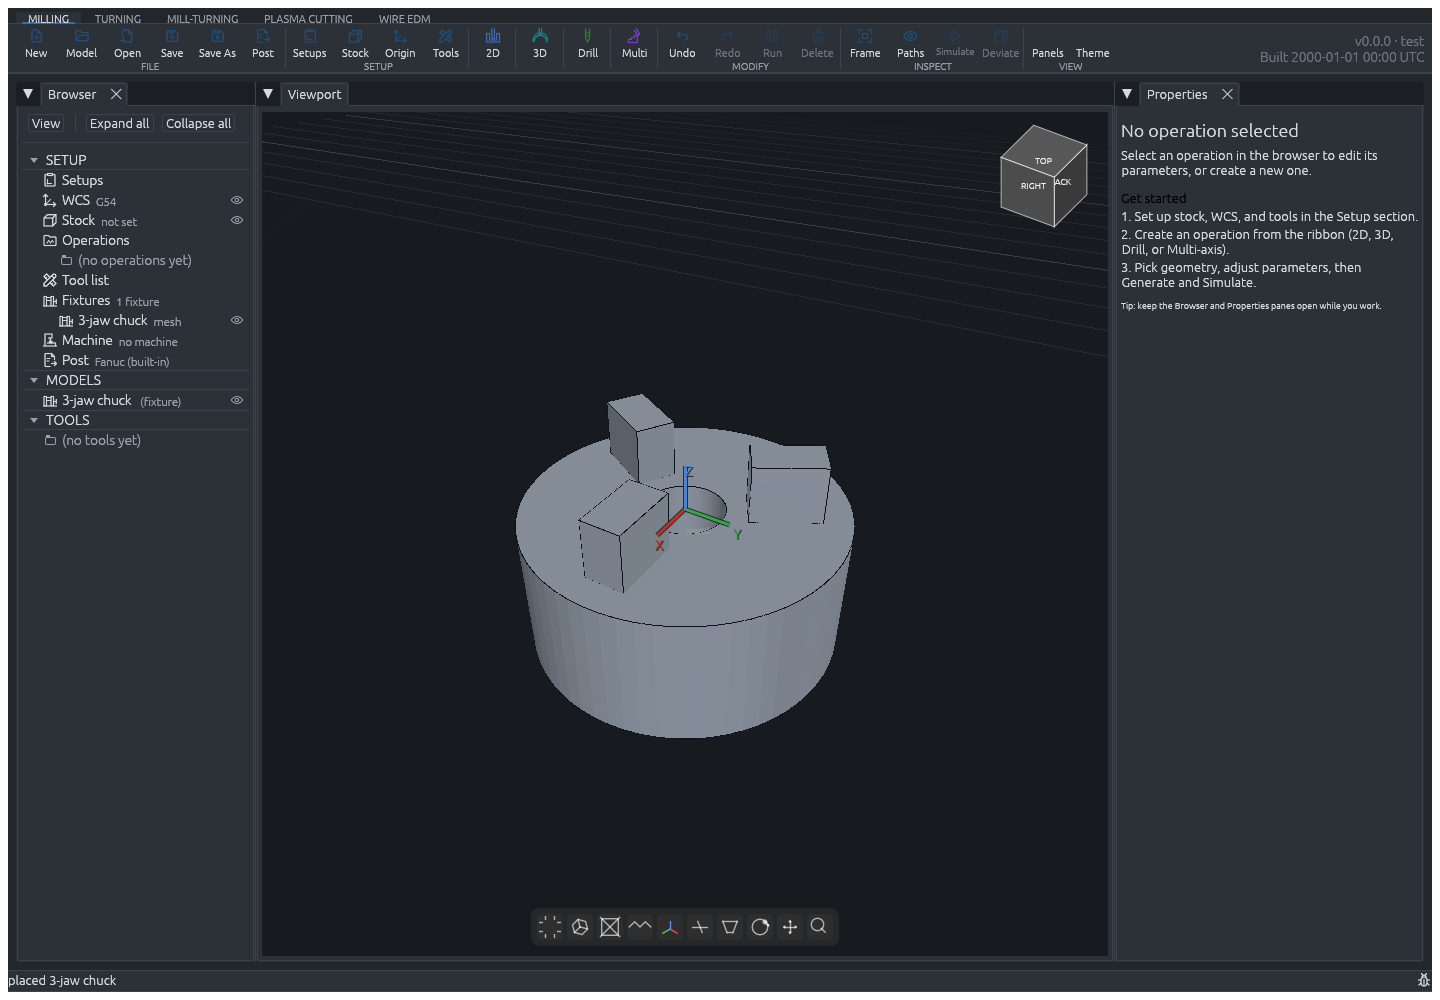 MILLING TURNING MILL-TURNING PLASMA CUTTING WIRE EDM
New Model Open Save Save As Post Setups Stock Origin Tools 2D 3D Drill Multi Undo Redo Run Delete Frame Paths Simulate Deviate Panels Theme
FILE SETUP MODIFY INSPECT VIEW
v0.0.0 · test
Built 2000-01-01 00:00 UTC
Browser
View Expand all Collapse all
SETUP
Setups
WCS G54
Stock not set
Operations
(no operations yet)
Tool list
Fixtures 1 fixture
3-jaw chuck mesh
Machine no machine
Post Fanuc (built-in)
MODELS
3-jaw chuck (fixture)
TOOLS
(no tools yet)
Viewport
TOP
RIGHT
ACK
Z
X
Y
Properties
No operation selected
Select an operation in the browser to edit its
parameters, or create a new one.
Get started
1. Set up stock, WCS, and tools in the Setup section.
2. Create an operation from the ribbon (2D, 3D,
Drill, or Multi-axis).
3. Pick geometry, adjust parameters, then
Generate and Simulate.
Tip: keep the Browser and Properties panes open while you work.
placed 3-jaw chuck